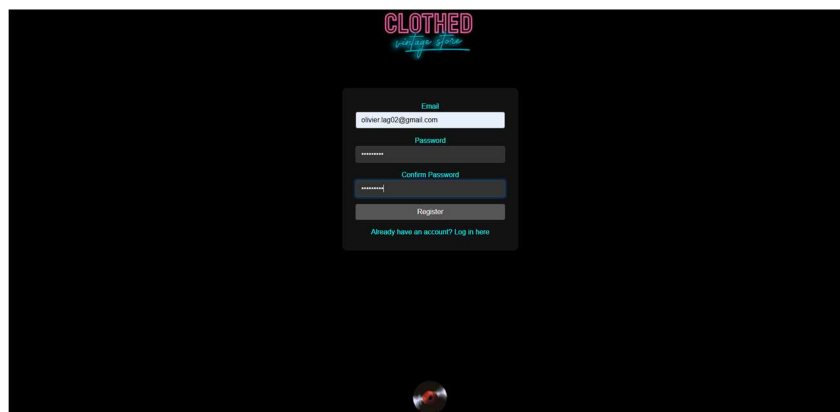 CLOTHED
vintage store
Email
olivier.lag02@gmail.com
Password
•••••••••
Confirm Password
•••••••••
Register
Already have an account? Log in here